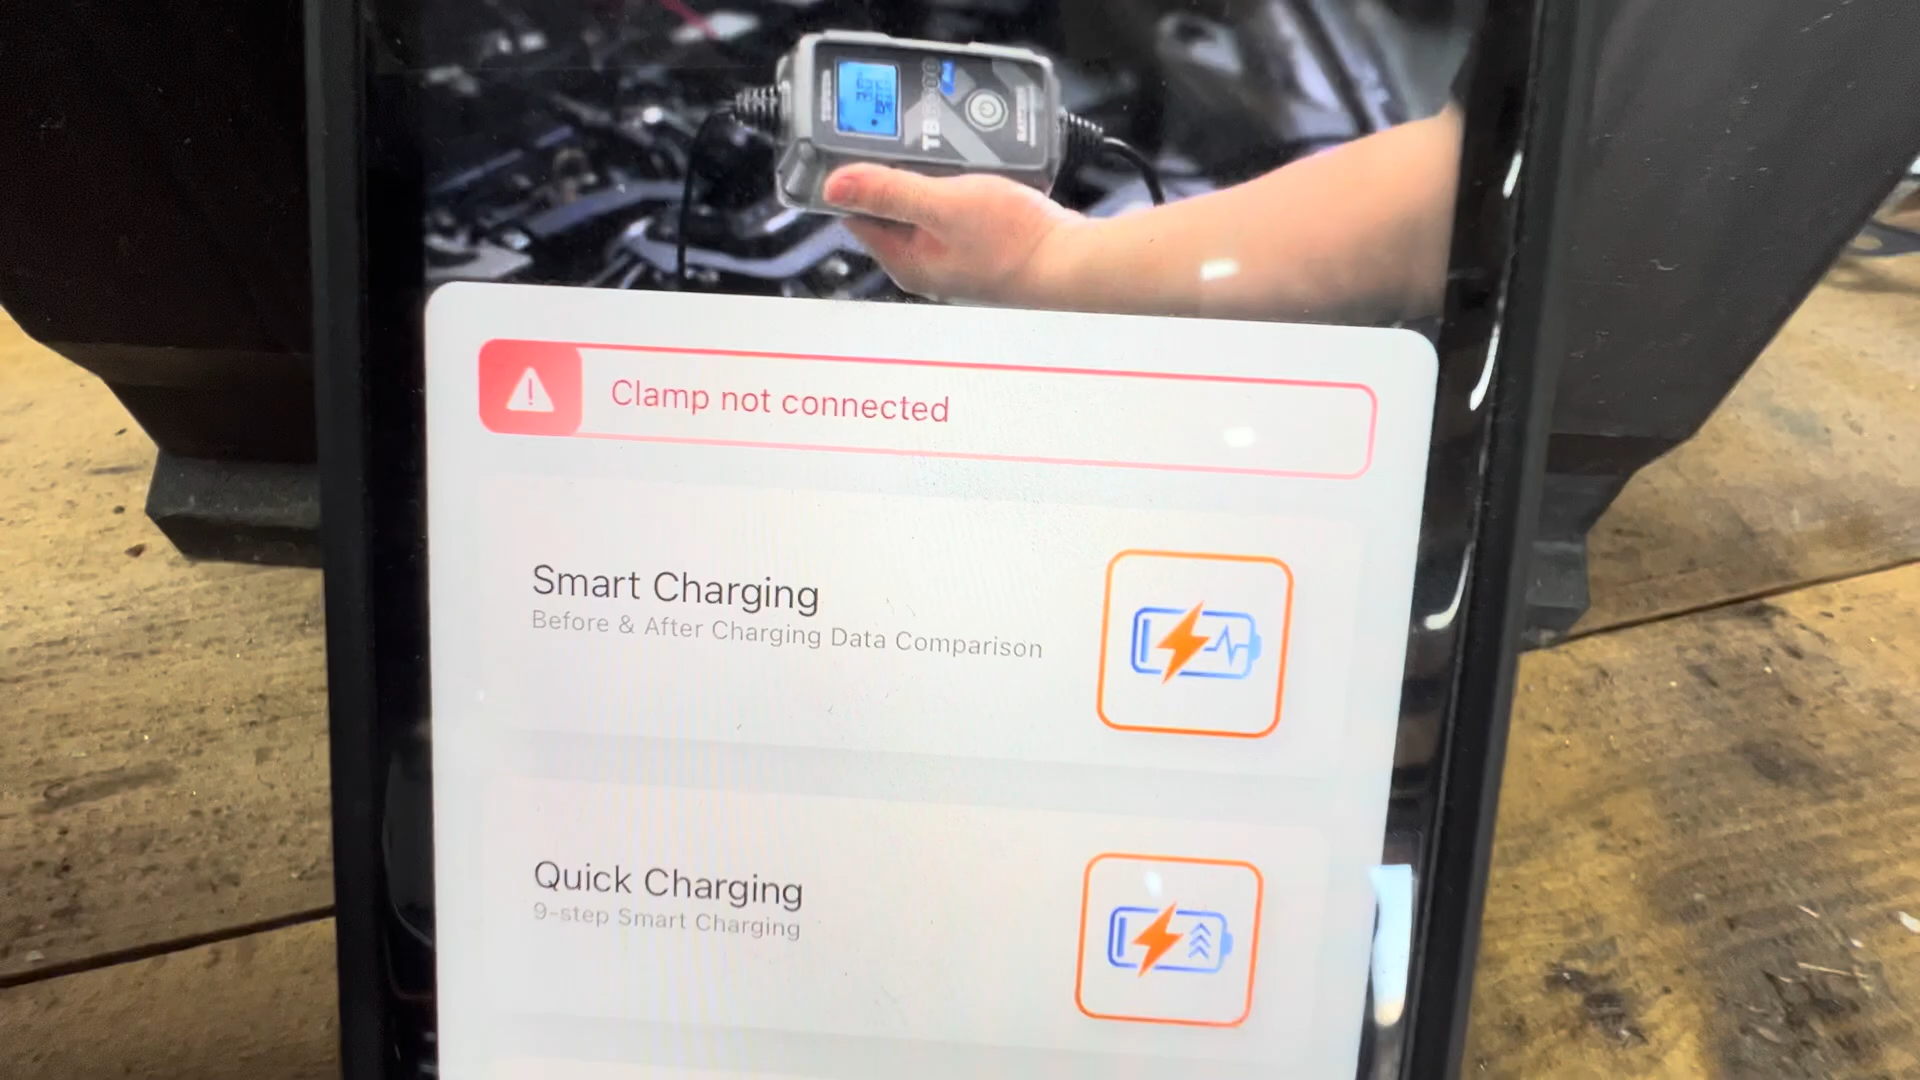 Clamp not connected
Smart Charging
Before & After Charging Data Comparison
Quick Charging
9-step Smart Charging